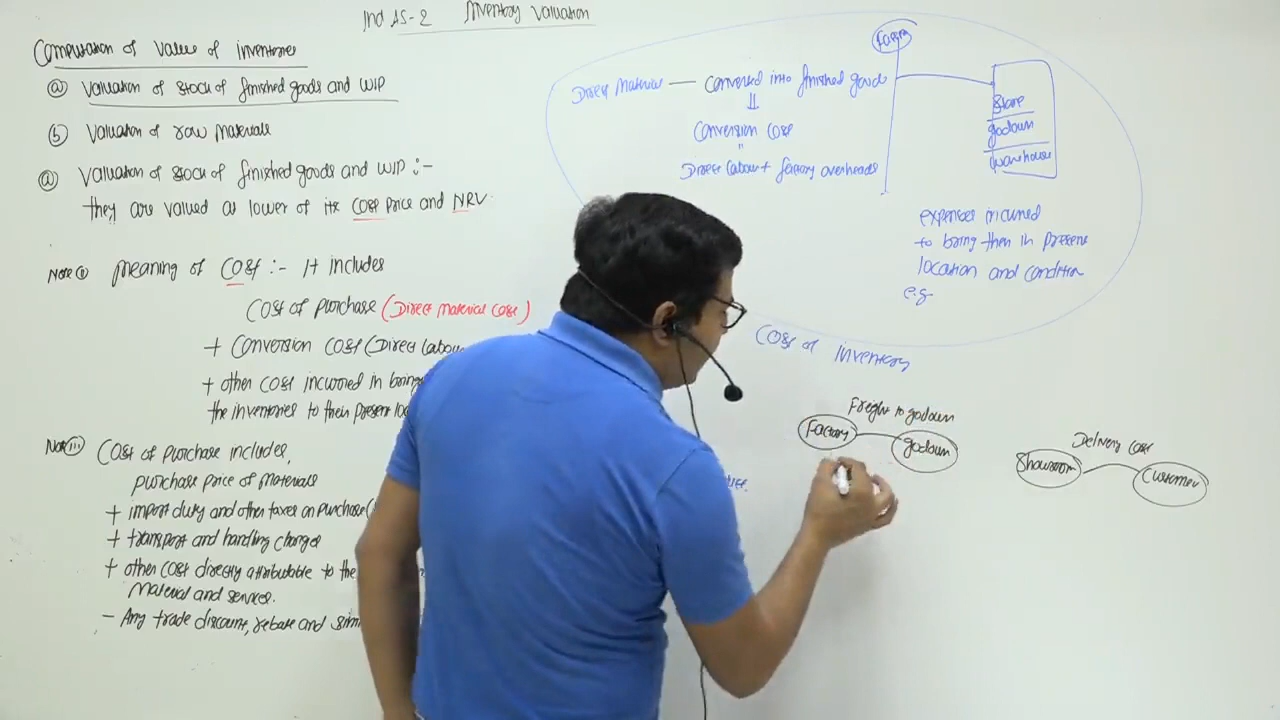 Ind AS-2 Inventory Valuation
Computation of value of inventories
(a) Valuation of stock of finished goods and WIP
(b) Valuation of raw materials
(a) Valuation of stock of finished goods and WIP :-
they are valued at lower of its cost price and NRV.
Note (i) Meaning of Cost :- It includes
Cost of purchase (Direct material cost)
+ Conversion cost (Direct labou
+ other cost incurred in bring
the inventories to their present lo
Note (ii) Cost of purchase includes,
purchase price of materials
+ import duty and other taxes on purchase (
+ transport and handling charges
+ other cost directly attributable to the
material and services.
- Any trade discount, rebate and simi
Factory
Direct Material — Converted into finished goods
Conversion cost
"
Direct labour + factory overheads
Store
godown
warehouse
expenses incurred
to bring them in present
location and condition
e.g
Cost of inventory
Freight to godown
Factory
godown
Delivery cost
Showroom
Customer